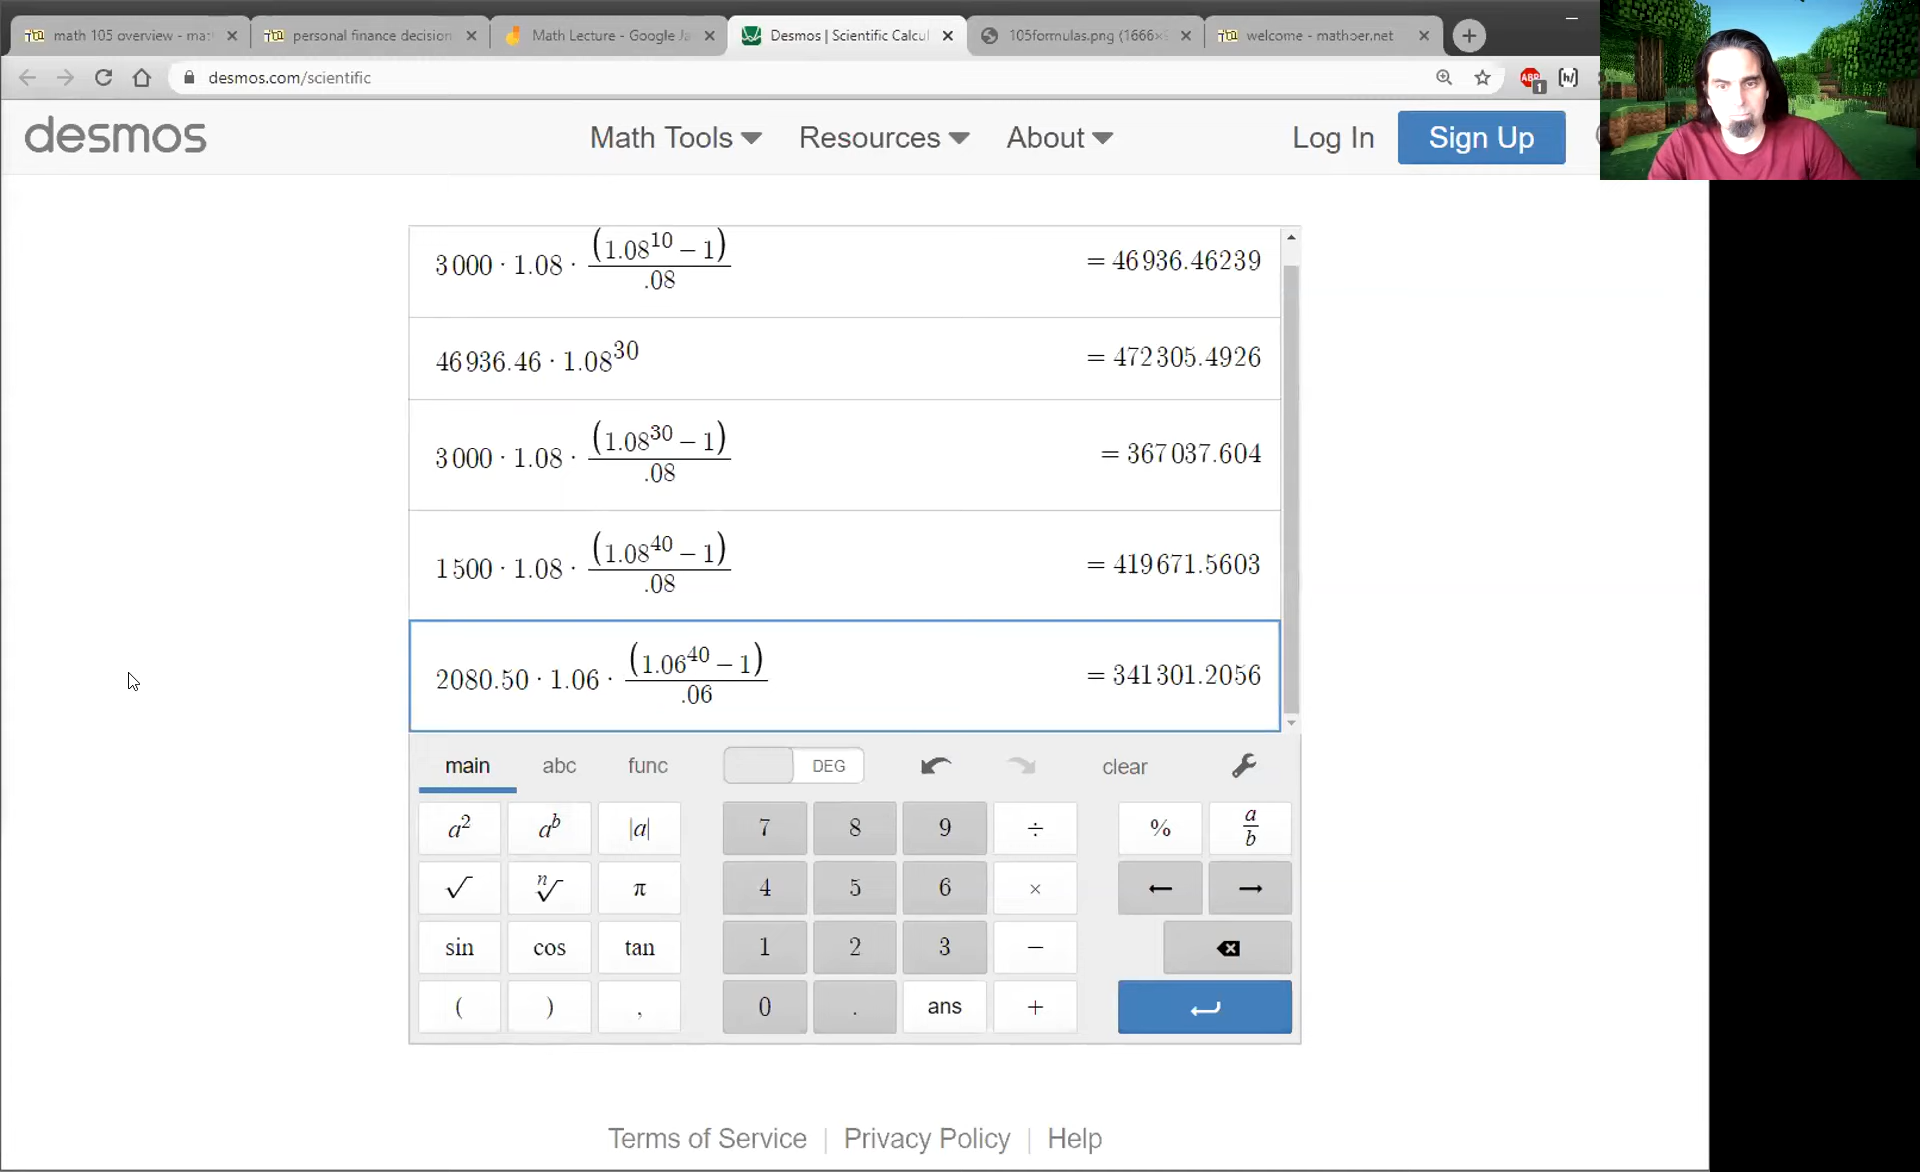 math 105 overview - mat
personal finance decision
Math Lecture - Google Ja
Desmos | Scientific Calcul
105formulas.png (1666×
welcome - mathber.net
desmos.com/scientific
ABP
1
desmos
Math Tools
Resources
About
Log In
Sign Up
3000 · 1.08 · (1.08^10 − 1)/.08 = 46936.46239
46936.46 · 1.08^30 = 472305.4926
3000 · 1.08 · (1.08^30 − 1)/.08 = 367037.604
1500 · 1.08 · (1.08^40 − 1)/.08 = 419671.5603
2080.50 · 1.06 · (1.06^40 − 1)/.06 = 341301.2056
main abc func DEG clear
a^2 a^b |a| 7 8 9 ÷ % a/b
√ n√ π 4 5 6 × ← →
sin cos tan 1 2 3 −
( ) , 0 . ans +
Terms of Service | Privacy Policy | Help